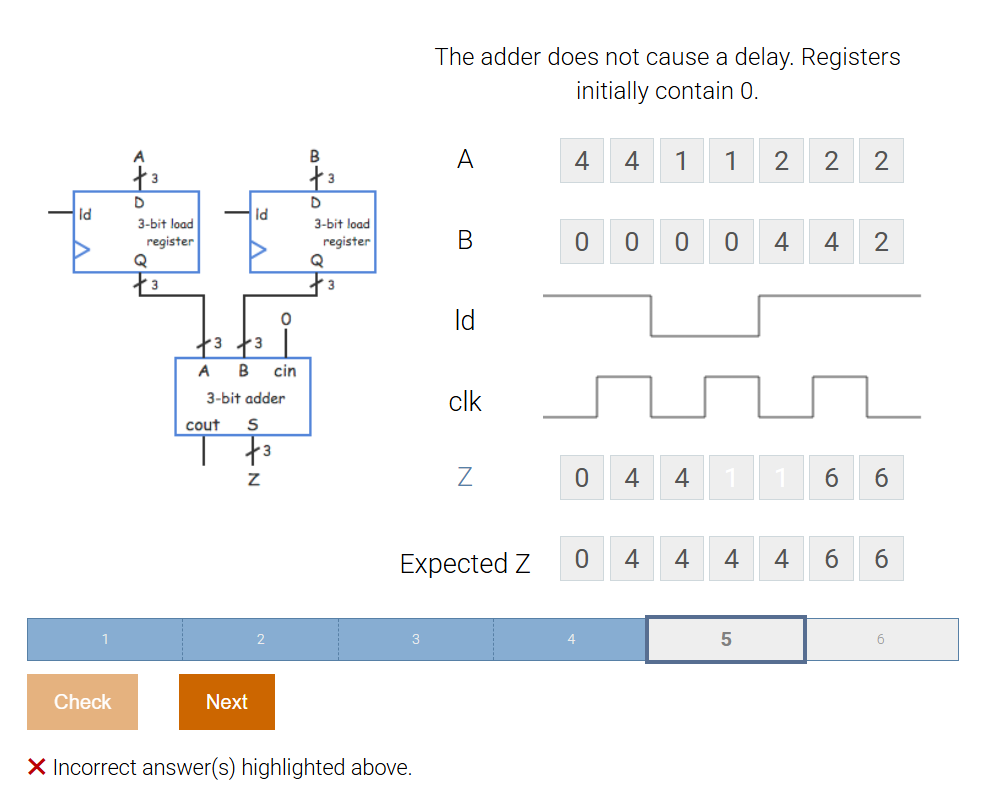 The adder does not cause a delay. Registers
initially contain 0.
A 4 4 1 1 2 2 2
B 0 0 0 0 4 4 2
ld
clk
Z 0 4 4 1 1 6 6
Expected Z 0 4 4 4 4 6 6
A B
3 3
D D
ld ld
3-bit load 3-bit load
register register
Q Q
3 3
0
3 3
A B cin
3-bit adder
cout S
3
Z
1 2 3 4 5 6
Check Next
Incorrect answer(s) highlighted above.